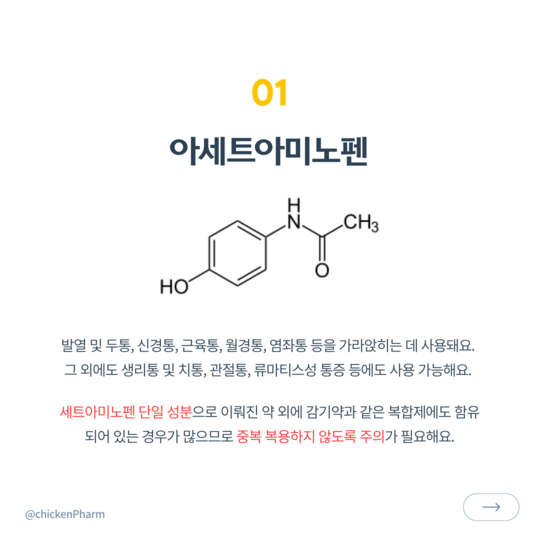 01
아세트아미노펜
H
N
CH3
O
HO
발열 및 두통, 신경통, 근육통, 월경통, 염좌통 등을 가라앉히는 데 사용돼요.
그 외에도 생리통 및 치통, 관절통, 류마티스성 통증 등에도 사용 가능해요.
세트아미노펜 단일 성분으로 이뤄진 약 외에 감기약과 같은 복합제에도 함유
되어 있는 경우가 많으므로 중복 복용하지 않도록 주의가 필요해요.
@chickenPharm